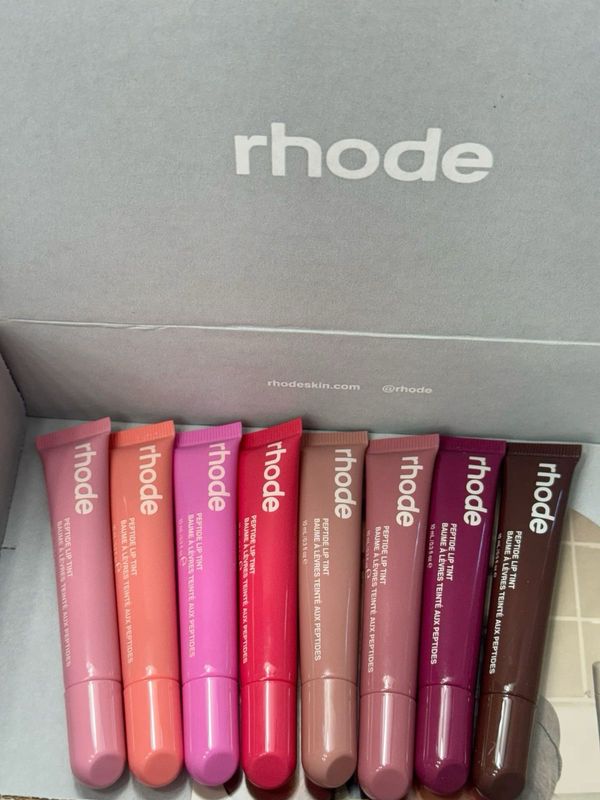 rhode
rhodeskin.com @rhode
rhode
PEPTIDE LIP TINT
BAUME À LÈVRES TEINTÉ AUX PEPTIDES
rhode
PEPTIDE LIP TINT
BAUME À LÈVRES TEINTÉ AUX PEPTIDES
rhode
PEPTIDE LIP TINT
BAUME À LÈVRES TEINTÉ AUX PEPTIDES
rhode
PEPTIDE LIP TINT
BAUME À LÈVRES TEINTÉ AUX PEPTIDES
rhode
PEPTIDE LIP TINT
BAUME À LÈVRES TEINTÉ AUX PEPTIDES
rhode
PEPTIDE LIP TINT
BAUME À LÈVRES TEINTÉ AUX PEPTIDES
rhode
PEPTIDE LIP TINT
BAUME À LÈVRES TEINTÉ AUX PEPTIDES
rhode
PEPTIDE LIP TINT
BAUME À LÈVRES TEINTÉ AUX PEPTIDES